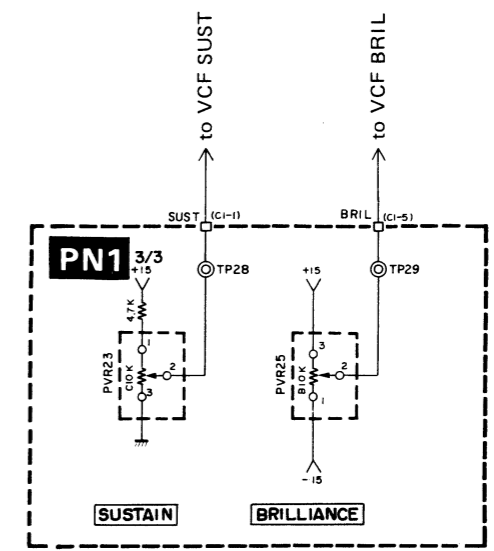 to VCF SUST
to VCF BRIL
SUST (C1-1)
BRIL (C1-5)
PN1 3/3
TP28
TP29
+15
+15
4.7K
PVR23
C10K
1
2
3
PVR25
B10K
3
2
1
-15
SUSTAIN
BRILLIANCE